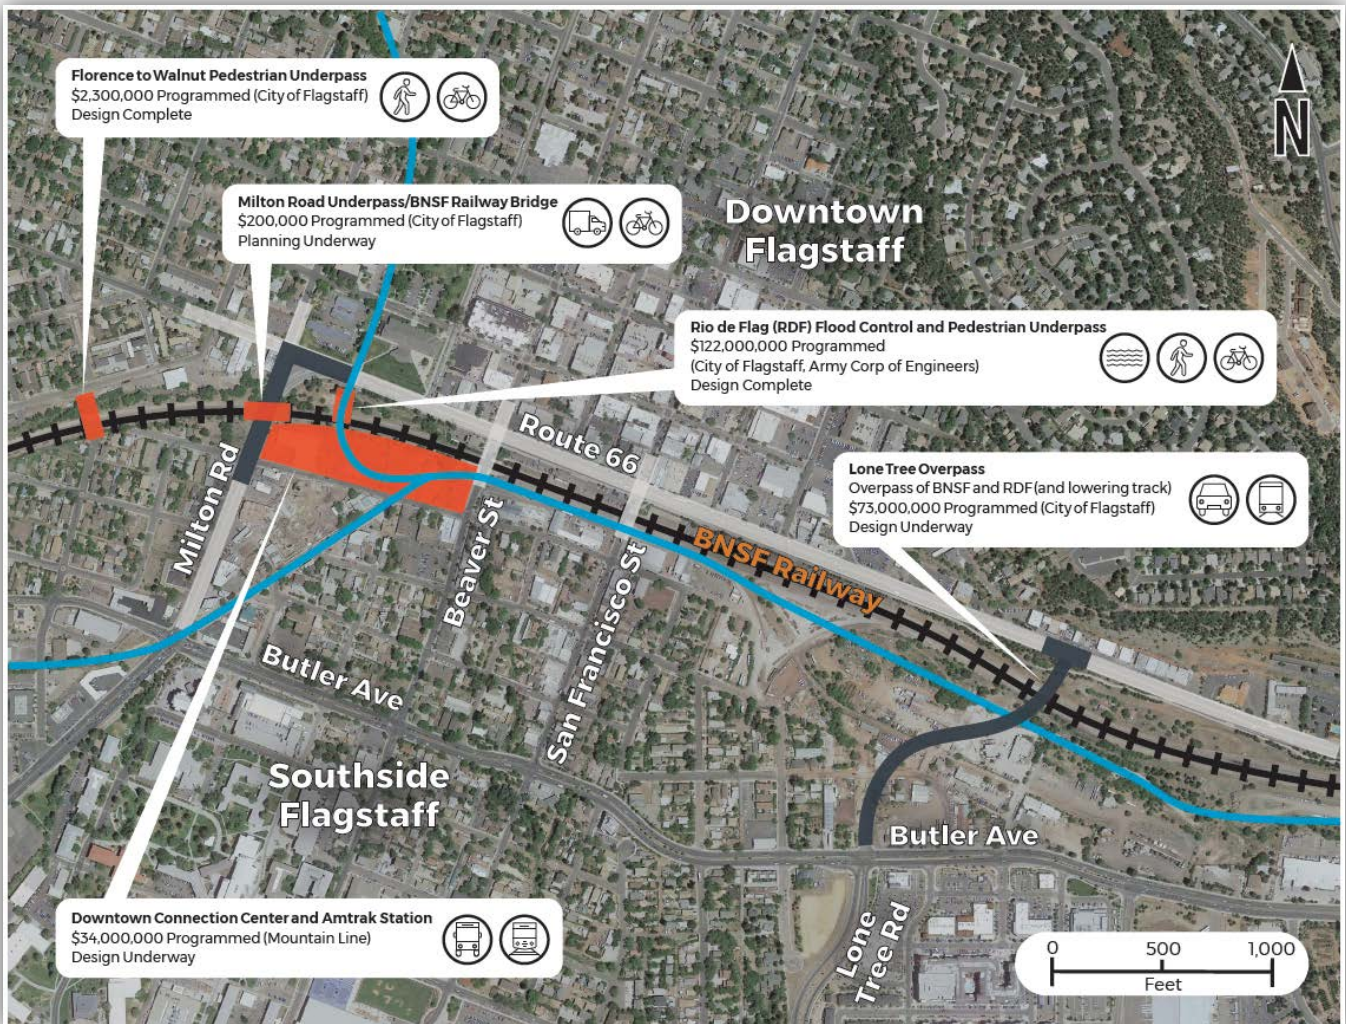 Florence to Walnut Pedestrian Underpass
$2,300,000 Programmed (City of Flagstaff)
Design Complete
N
Milton Road Underpass/BNSF Railway Bridge
$200,000 Programmed (City of Flagstaff)
Planning Underway
Downtown
Flagstaff
Rio de Flag (RDF) Flood Control and Pedestrian Underpass
$122,000,000 Programmed
(City of Flagstaff, Army Corp of Engineers)
Design Complete
Route 66
Milton Rd
Lone Tree Overpass
Overpass of BNSF and RDF (and lowering track)
$73,000,000 Programmed (City of Flagstaff)
Design Underway
Beaver St
San Francisco St
BNSF Railway
Butler Ave
Southside
Flagstaff
Butler Ave
Downtown Connection Center and Amtrak Station
$34,000,000 Programmed (Mountain Line)
Design Underway
Lone
Tree Rd
0 500 1,000
Feet